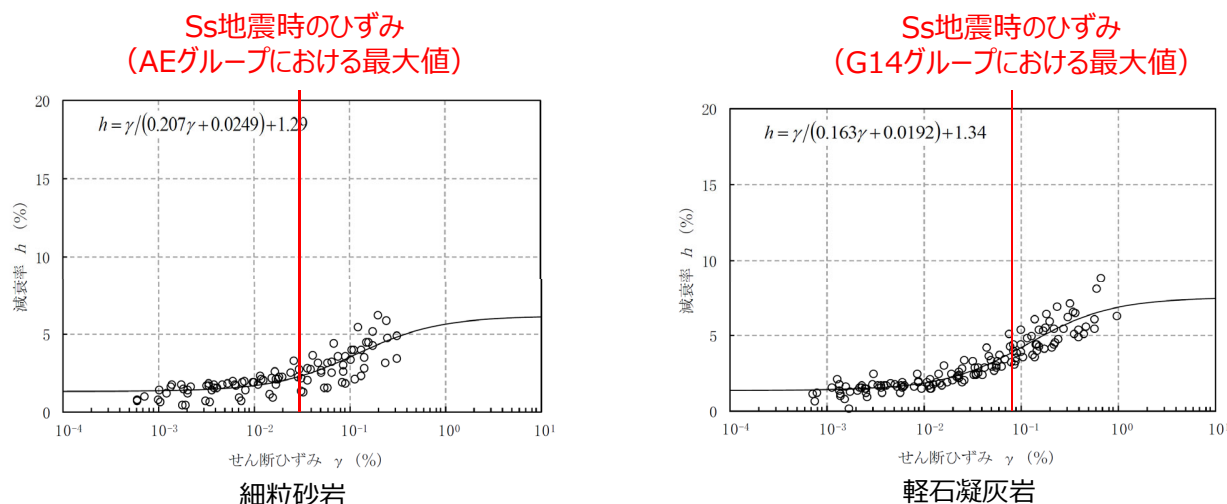 Ss地震時のひずみ
（AEグループにおける最大値）
20
15
10
5
0
h=γ/(0.207γ+0.0249)+1.29
減衰率 h (%)
10⁻⁴ 10⁻³ 10⁻² 10⁻¹ 10⁰ 10¹
せん断ひずみ γ (%)
細粒砂岩
Ss地震時のひずみ
（G14グループにおける最大値）
20
15
10
5
0
h=γ/(0.163γ+0.0192)+1.34
減衰率 h (%)
10⁻⁴ 10⁻³ 10⁻² 10⁻¹ 10⁰ 10¹
せん断ひずみ γ (%)
軽石凝灰岩